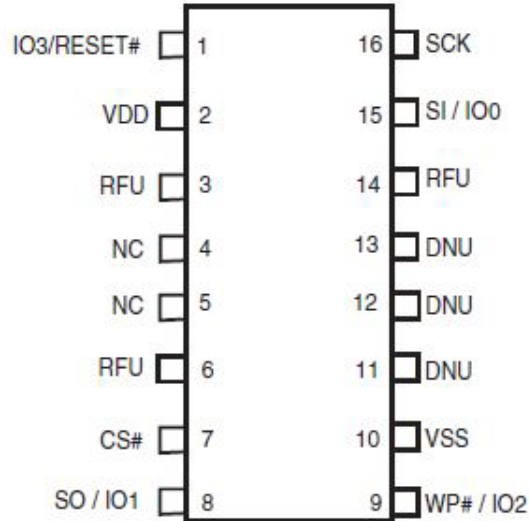 IO3/RESET# 1 16 SCK
VDD 2 15 SI / IO0
RFU 3 14 RFU
NC 4 13 DNU
NC 5 12 DNU
RFU 6 11 DNU
CS# 7 10 VSS
SO / IO1 8 9 WP# / IO2